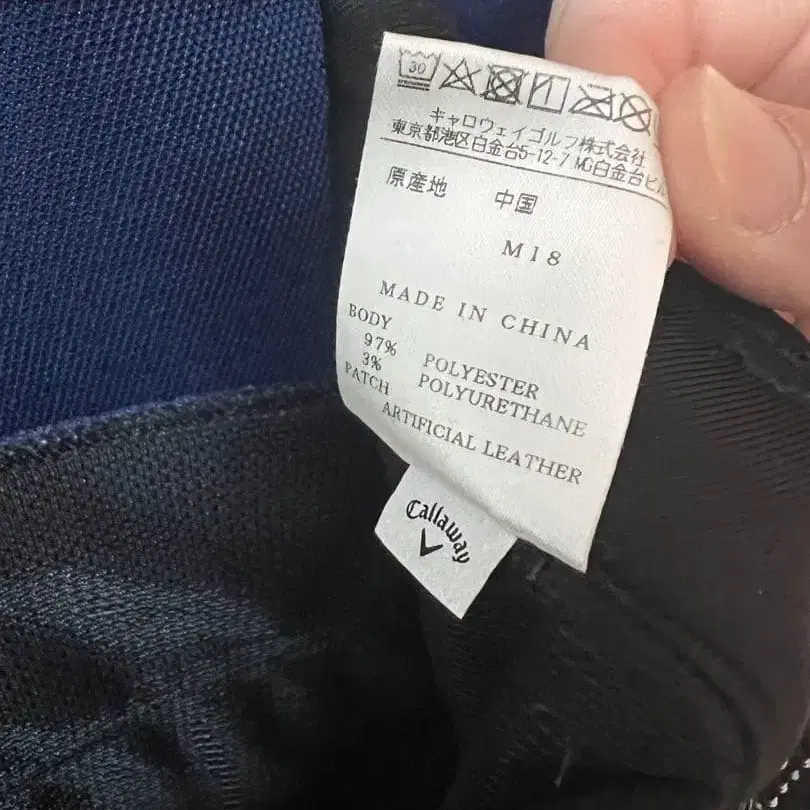 30
キャロウェイゴルフ株式会社
東京都港区白金台5-12-7 MG白金台ビル
原産地 中国
M18
MADE IN CHINA
BODY
97% POLYESTER
3% POLYURETHANE
PATCH
ARTIFICIAL LEATHER
Callaway